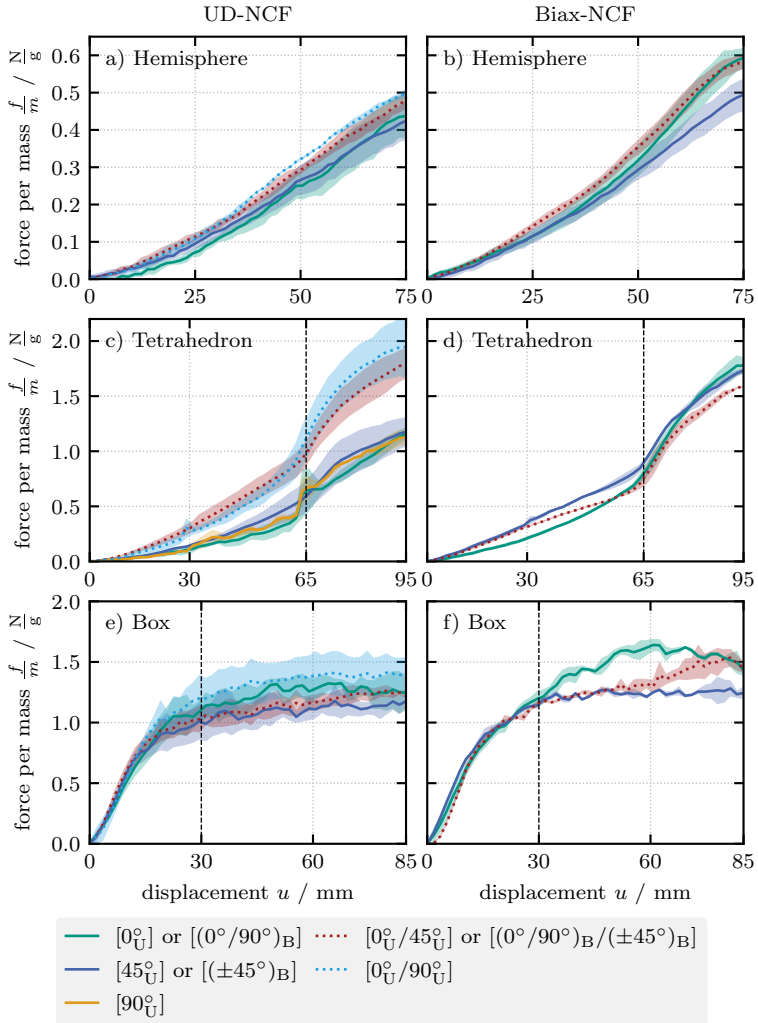 UD-NCF Biax-NCF
a) Hemisphere b) Hemisphere
force per mass f/m / N/g
0.0 0.1 0.2 0.3 0.4 0.5 0.6
0 25 50 75 0 25 50 75
c) Tetrahedron d) Tetrahedron
force per mass f/m / N/g
0.0 0.5 1.0 1.5 2.0
0 30 65 95 0 30 65 95
e) Box f) Box
force per mass f/m / N/g
0.0 0.5 1.0 1.5 2.0
0 30 60 85 0 30 60 85
displacement u / mm displacement u / mm
[0°U] or [(0°/90°)B] [0°U/45°U] or [(0°/90°)B/(±45°)B]
[45°U] or [(±45°)B] [0°U/90°U]
[90°U]